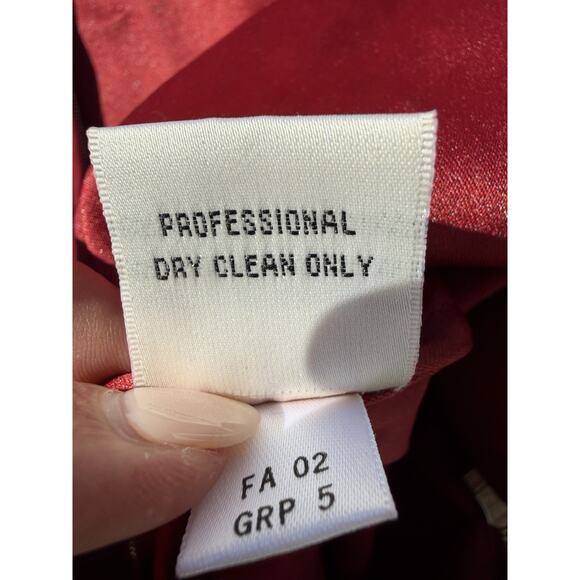 PROFESSIONAL
DRY CLEAN ONLY
FA 02
GRP 5